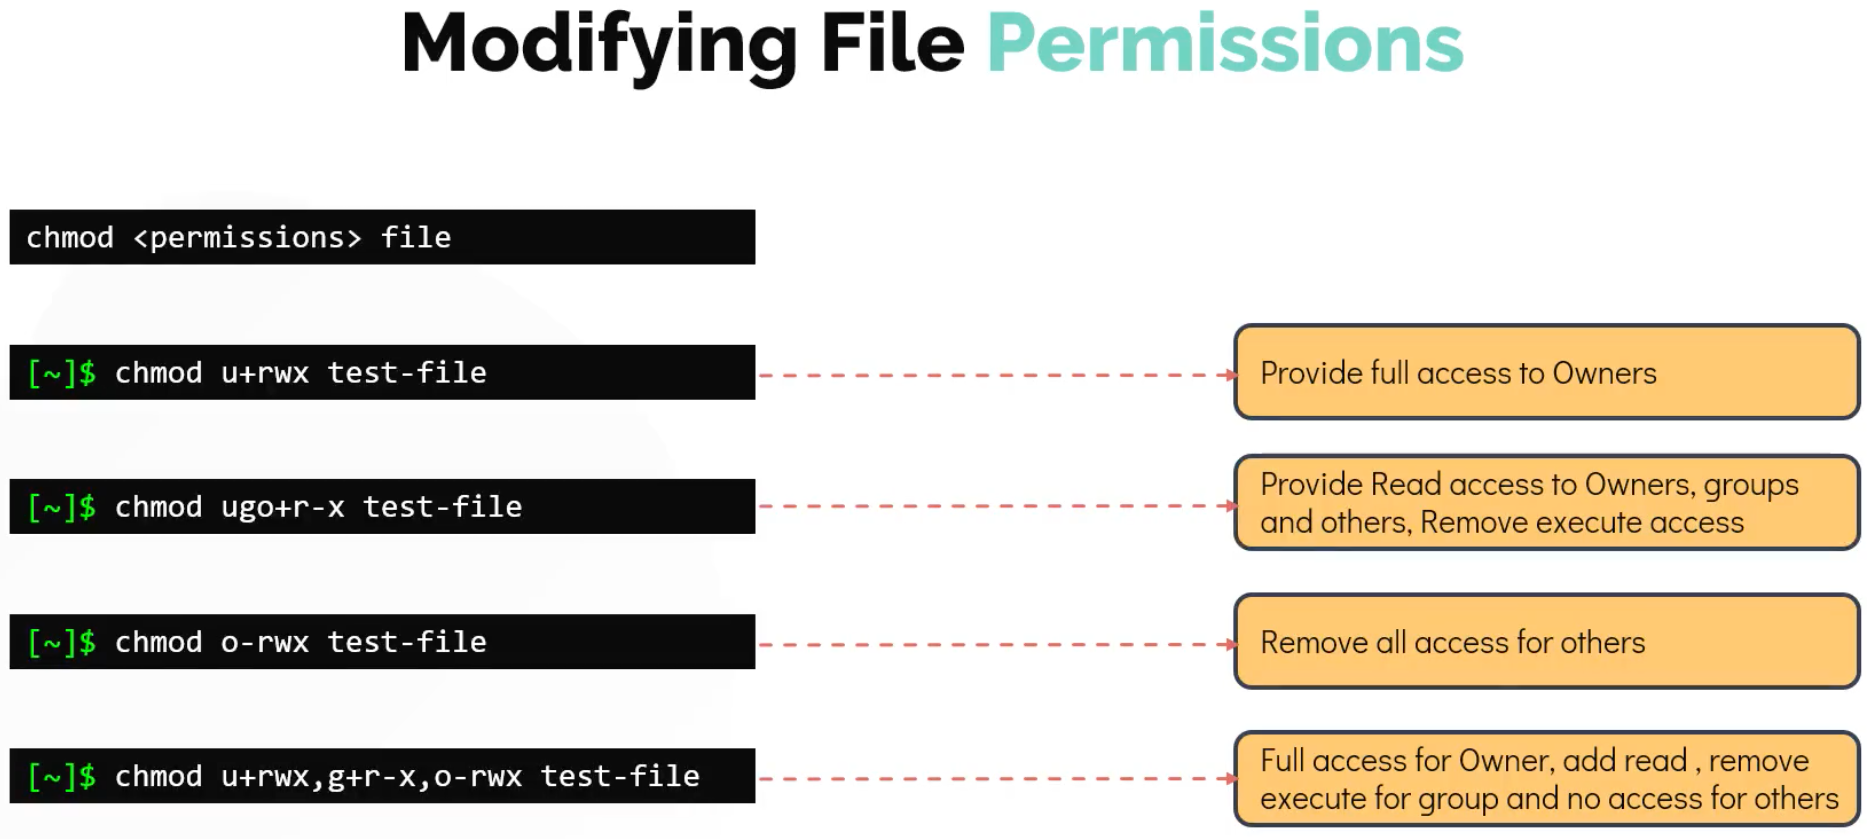 Modifying File Permissions
chmod <permissions> file
[~]$ chmod u+rwx test-file
Provide full access to Owners
[~]$ chmod ugo+r-x test-file
Provide Read access to Owners, groups
and others, Remove execute access
[~]$ chmod o-rwx test-file
Remove all access for others
[~]$ chmod u+rwx,g+r-x,o-rwx test-file
Full access for Owner, add read , remove
execute for group and no access for others